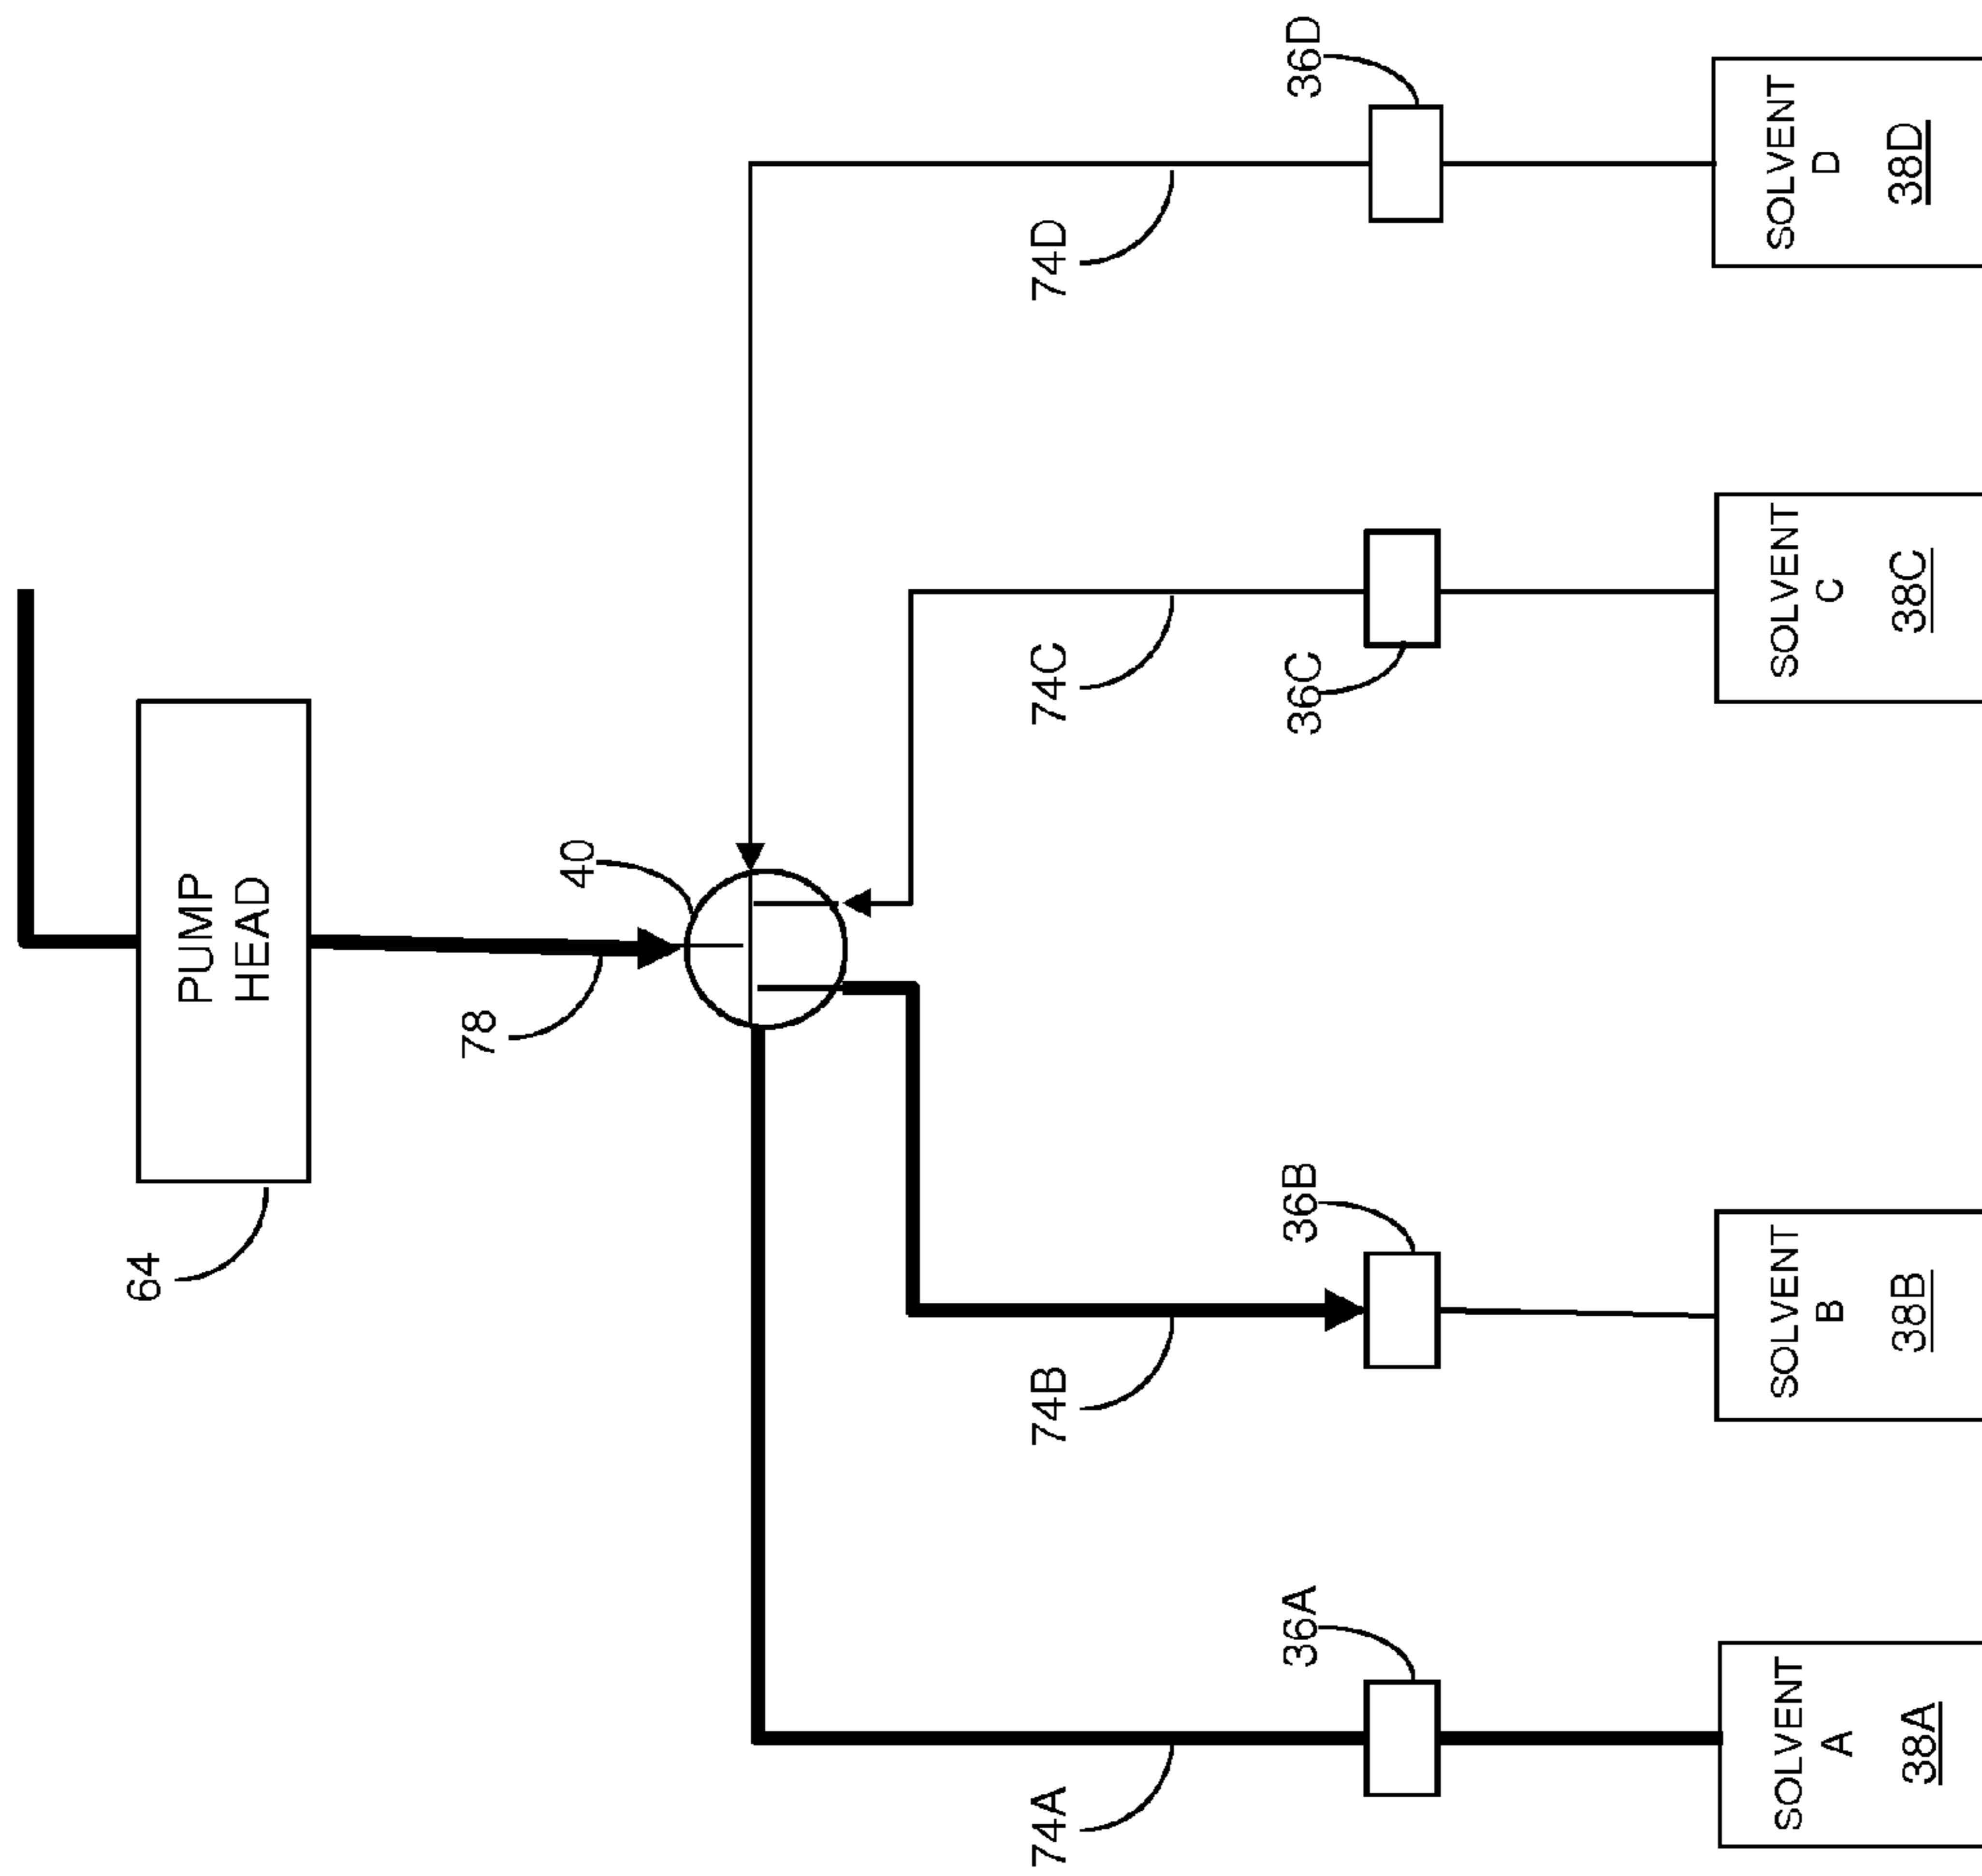 64
PUMP
HEAD
78
40
74A
74B
74C
74D
36A
36B
36C
36D
SOLVENT
A
38A
SOLVENT
B
38B
SOLVENT
C
38C
SOLVENT
D
38D